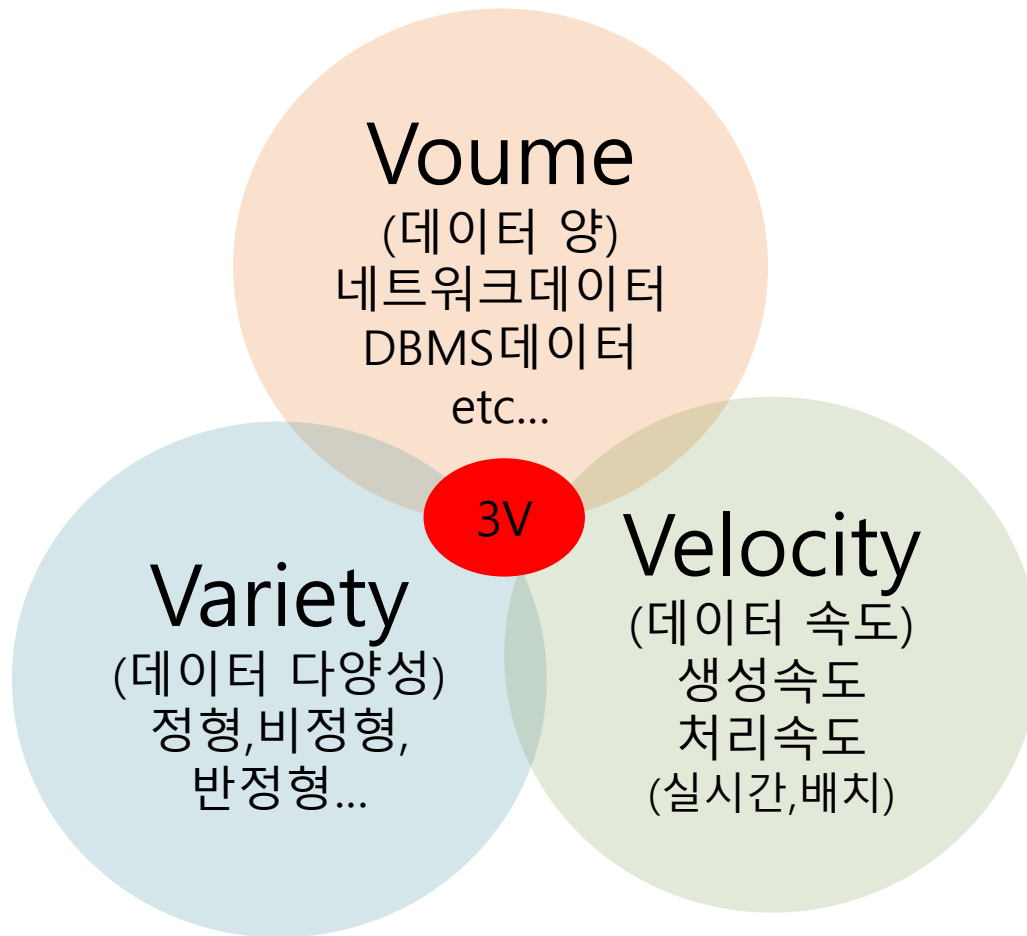 Voume
(데이터 양)
네트워크데이터
DBMS데이터
etc...
3V
Variety
(데이터 다양성)
정형,비정형,
반정형...
Velocity
(데이터 속도)
생성속도
처리속도
(실시간,배치)